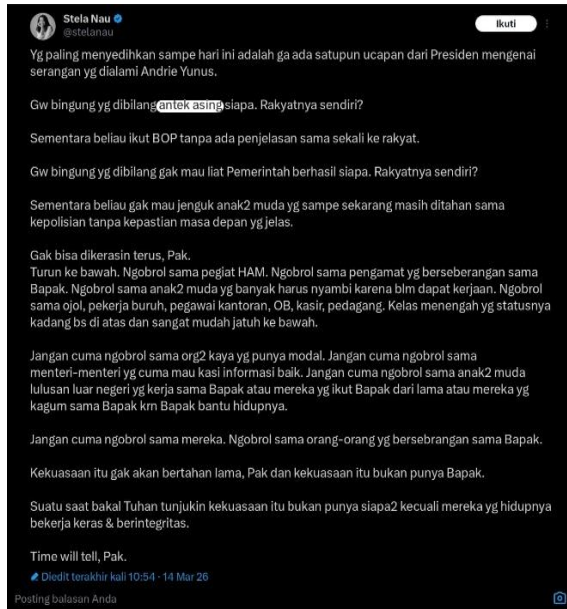 Stela Nau
@stelanau
Ikuti
Yg paling menyedihkan sampe hari ini adalah ga ada satupun ucapan dari Presiden mengenai
serangan yg dialami Andrie Yunus.
Gw bingung yg dibilang antek asing siapa. Rakyatnya sendiri?
Sementara beliau ikut BOP tanpa ada penjelasan sama sekali ke rakyat.
Gw bingung yg dibilang gak mau liat Pemerintah berhasil siapa. Rakyatnya sendiri?
Sementara beliau gak mau jenguk anak2 muda yg sampe sekarang masih ditahan sama
kepolisian tanpa kepastian masa depan yg jelas.
Gak bisa dikerasin terus, Pak.
Turun ke bawah. Ngobrol sama pegiat HAM. Ngobrol sama pengamat yg berseberangan sama
Bapak. Ngobrol sama anak2 muda yg banyak harus nyambi karena blm dapat kerjaan. Ngobrol
sama ojol, pekerja buruh, pegawai kantoran, OB, kasir, pedagang. Kelas menengah yg statusnya
kadang bs di atas dan sangat mudah jatuh ke bawah.
Jangan cuma ngobrol sama org2 kaya yg punya modal. Jangan cuma ngobrol sama
menteri-menteri yg cuma mau kasi informasi baik. Jangan cuma ngobrol sama anak2 muda
lulusan luar negeri yg kerja sama Bapak atau mereka yg ikut Bapak dari lama atau mereka yg
kagum sama Bapak krn Bapak bantu hidupnya.
Jangan cuma ngobrol sama mereka. Ngobrol sama orang-orang yg bersebrangan sama Bapak.
Kekuasaan itu gak akan bertahan lama, Pak dan kekuasaan itu bukan punya Bapak.
Suatu saat bakal Tuhan tunjukin kekuasaan itu bukan punya siapa2 kecuali mereka yg hidupnya
bekerja keras & berintegritas.
Time will tell, Pak.
Diedit terakhir kali 10:54 · 14 Mar 26
Posting balasan Anda